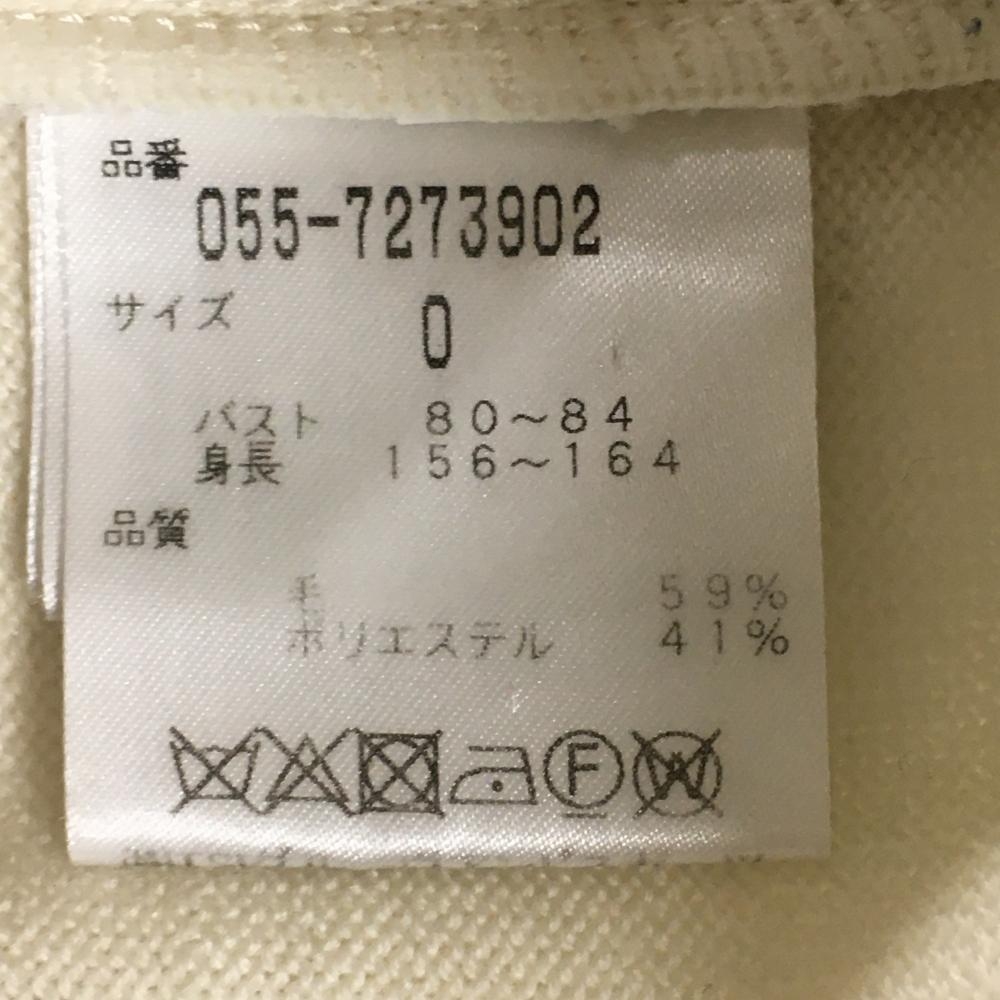 品番
055-7273902
サイズ 0
バスト 80~84
身長 156~164
品質
毛 59%
ポリエステル 41%
F W